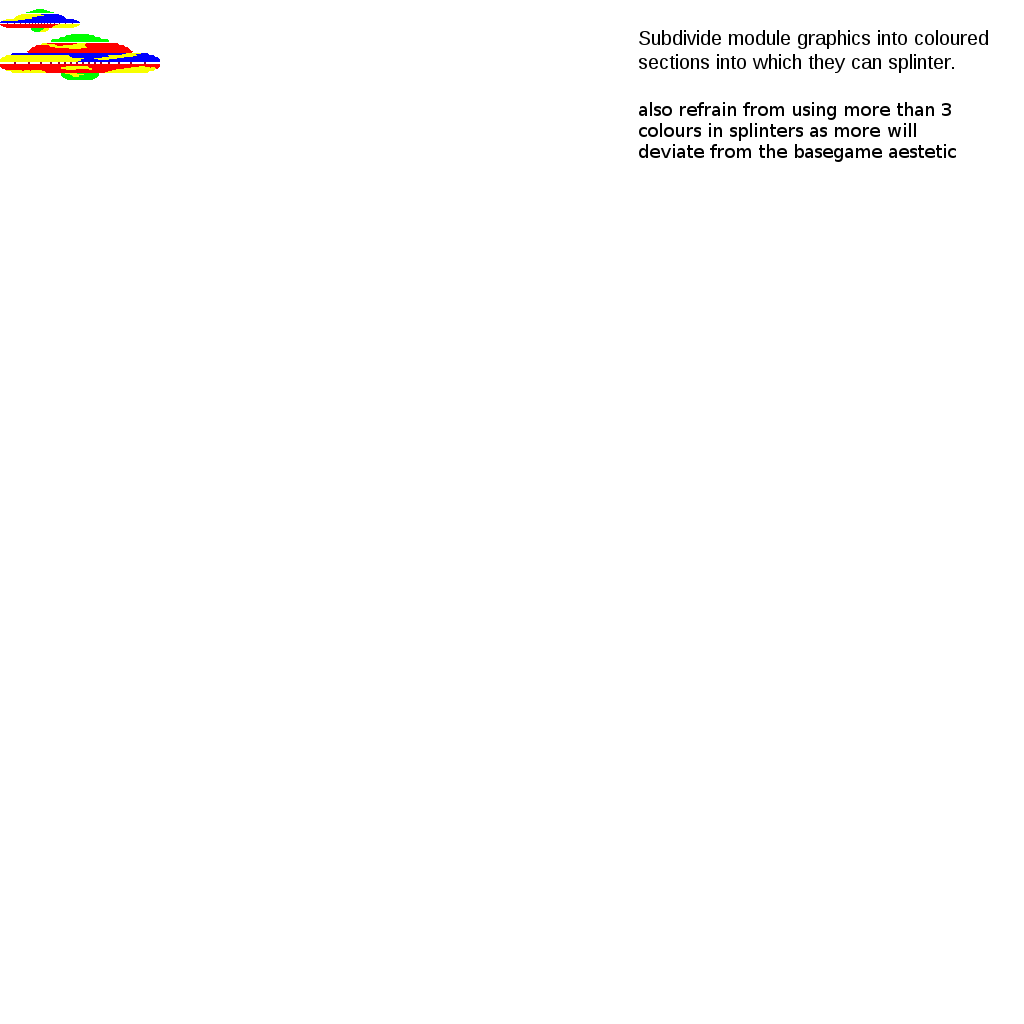 Subdivide module graphics into coloured
sections into which they can splinter.
also refrain from using more than 3
colours in splinters as more will
deviate from the basegame aestetic